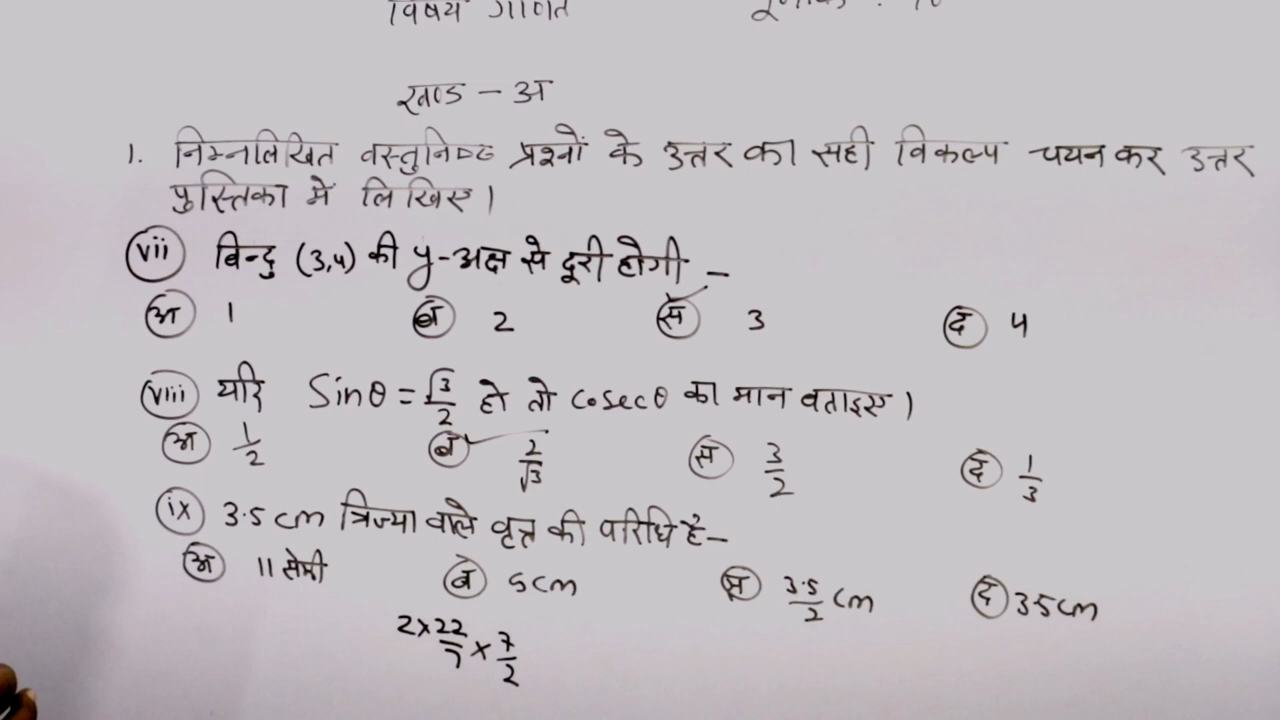 विषय गणित
खण्ड - अ
1. निम्नलिखित वस्तुनिष्ठ प्रश्नों के उत्तर का सही विकल्प चयन कर उत्तर
पुस्तिका में लिखिए।
(vii) बिन्दु (3,4) की y-अक्ष से दूरी होगी -
(अ) 1 (ब) 2 (स) 3 (द) 4
(viii) यदि Sinθ = √3/2 हो तो cosecθ का मान बताइए।
(अ) 1/2 (ब) 2/√3 (स) 3/2 (द) 1/3
(ix) 3.5 cm त्रिज्या वाले वृत्त की परिधि है-
(अ) 11 सेमी (ब) 5cm (स) 3.5/2 cm (द) 35cm
2 × 22/7 × 7/2